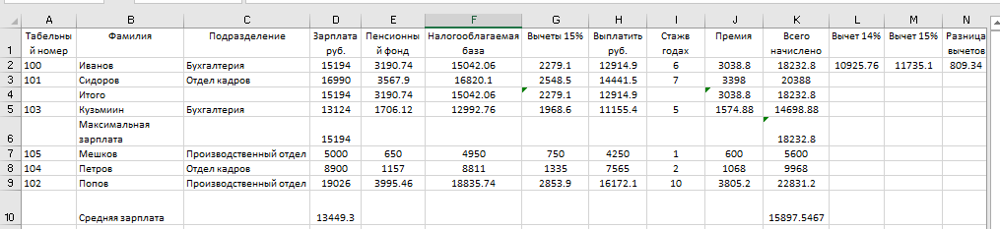 A B C D E F G H I J K L M N
1 Табельны Фамилия Подразделение Зарплата Пенсионны Налогооблагаемая Вычеты 15% Выплатить Стажв Премия Всего Вычет 14% Вычет 15% Разница
й номер руб. й фонд база руб. годах начислено вычетов
2 100 Иванов Бухгалтерия 15194 3190.74 15042.06 2279.1 12914.9 6 3038.8 18232.8 10925.76 11735.1 809.34
3 101 Сидоров Отдел кадров 16990 3567.9 16820.1 2548.5 14441.5 7 3398 20388
4 Итого 15194 3190.74 15042.06 2279.1 12914.9 3038.8 18232.8
5 103 Кузьмиин Бухгалтерия 13124 1706.12 12992.76 1968.6 11155.4 5 1574.88 14698.88
Максимальная
6 зарплата 15194 18232.8
7 105 Мешков Производственный отдел 5000 650 4950 750 4250 1 600 5600
8 104 Петров Отдел кадров 8900 1157 8811 1335 7565 2 1068 9968
9 102 Попов Производственный отдел 19026 3995.46 18835.74 2853.9 16172.1 10 3805.2 22831.2
10 Средняя зарплата 13449.3 15897.5467